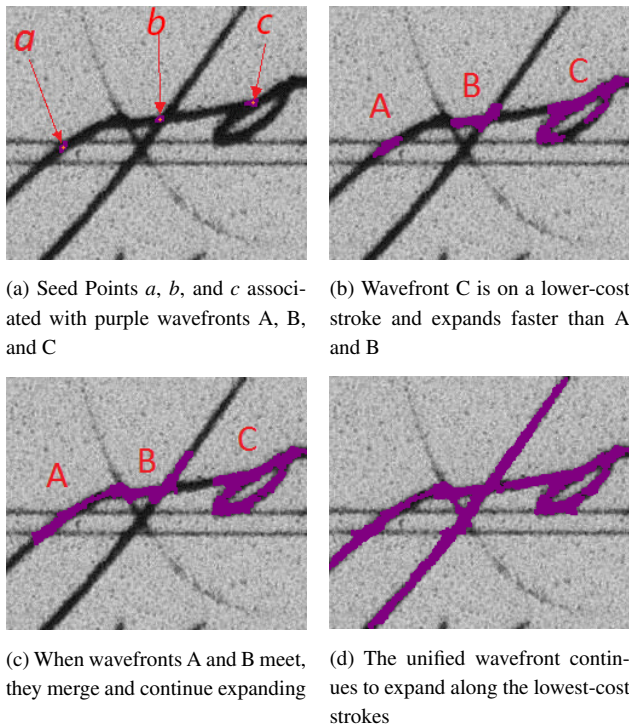 a
b
c
A
B
C
(a) Seed Points a, b, and c associ-
ated with purple wavefronts A, B,
and C
(b) Wavefront C is on a lower-cost
stroke and expands faster than A
and B
A
B
C
(c) When wavefronts A and B meet,
they merge and continue expanding
(d) The unified wavefront contin-
ues to expand along the lowest-cost
strokes